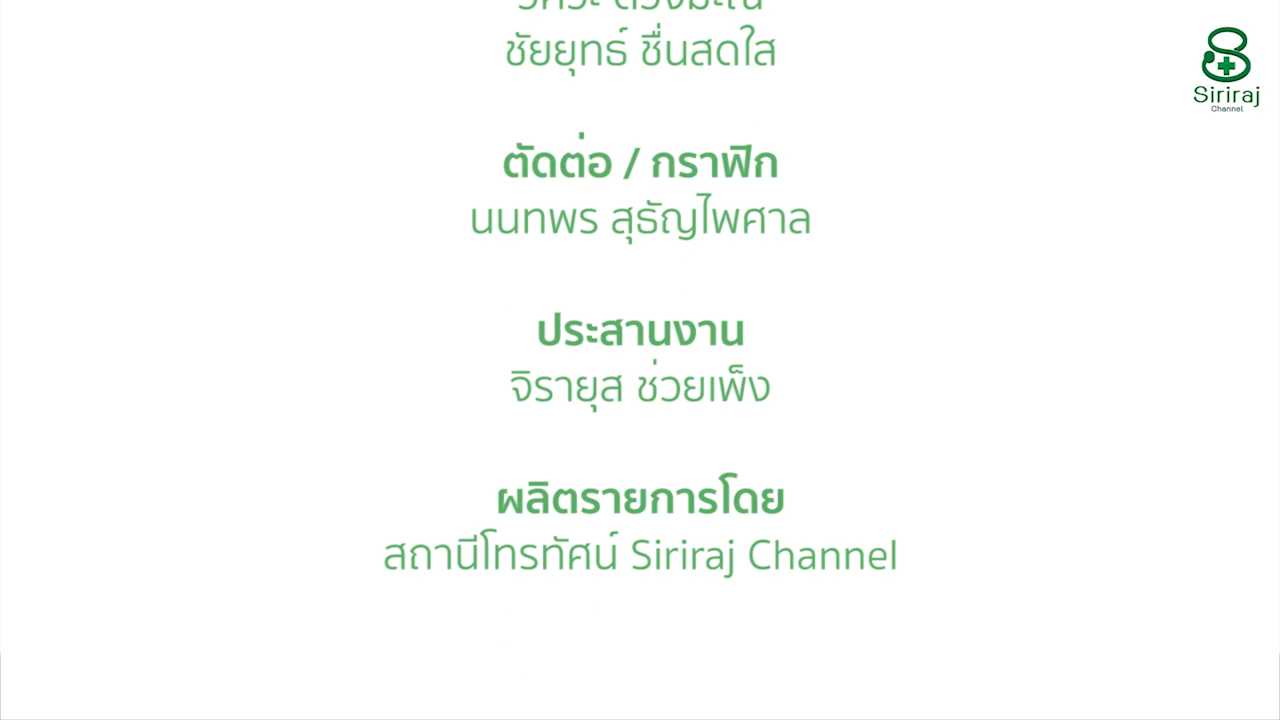 ชัยยุทธ์ ชื่นสดใส
ตัดต่อ / กราฟิก
นนทพร สุธัญไพศาล
ประสานงาน
จิรายุส ช่วยเพ็ง
ผลิตรายการโดย
สถานีโทรทัศน์ Siriraj Channel
Siriraj
Channel